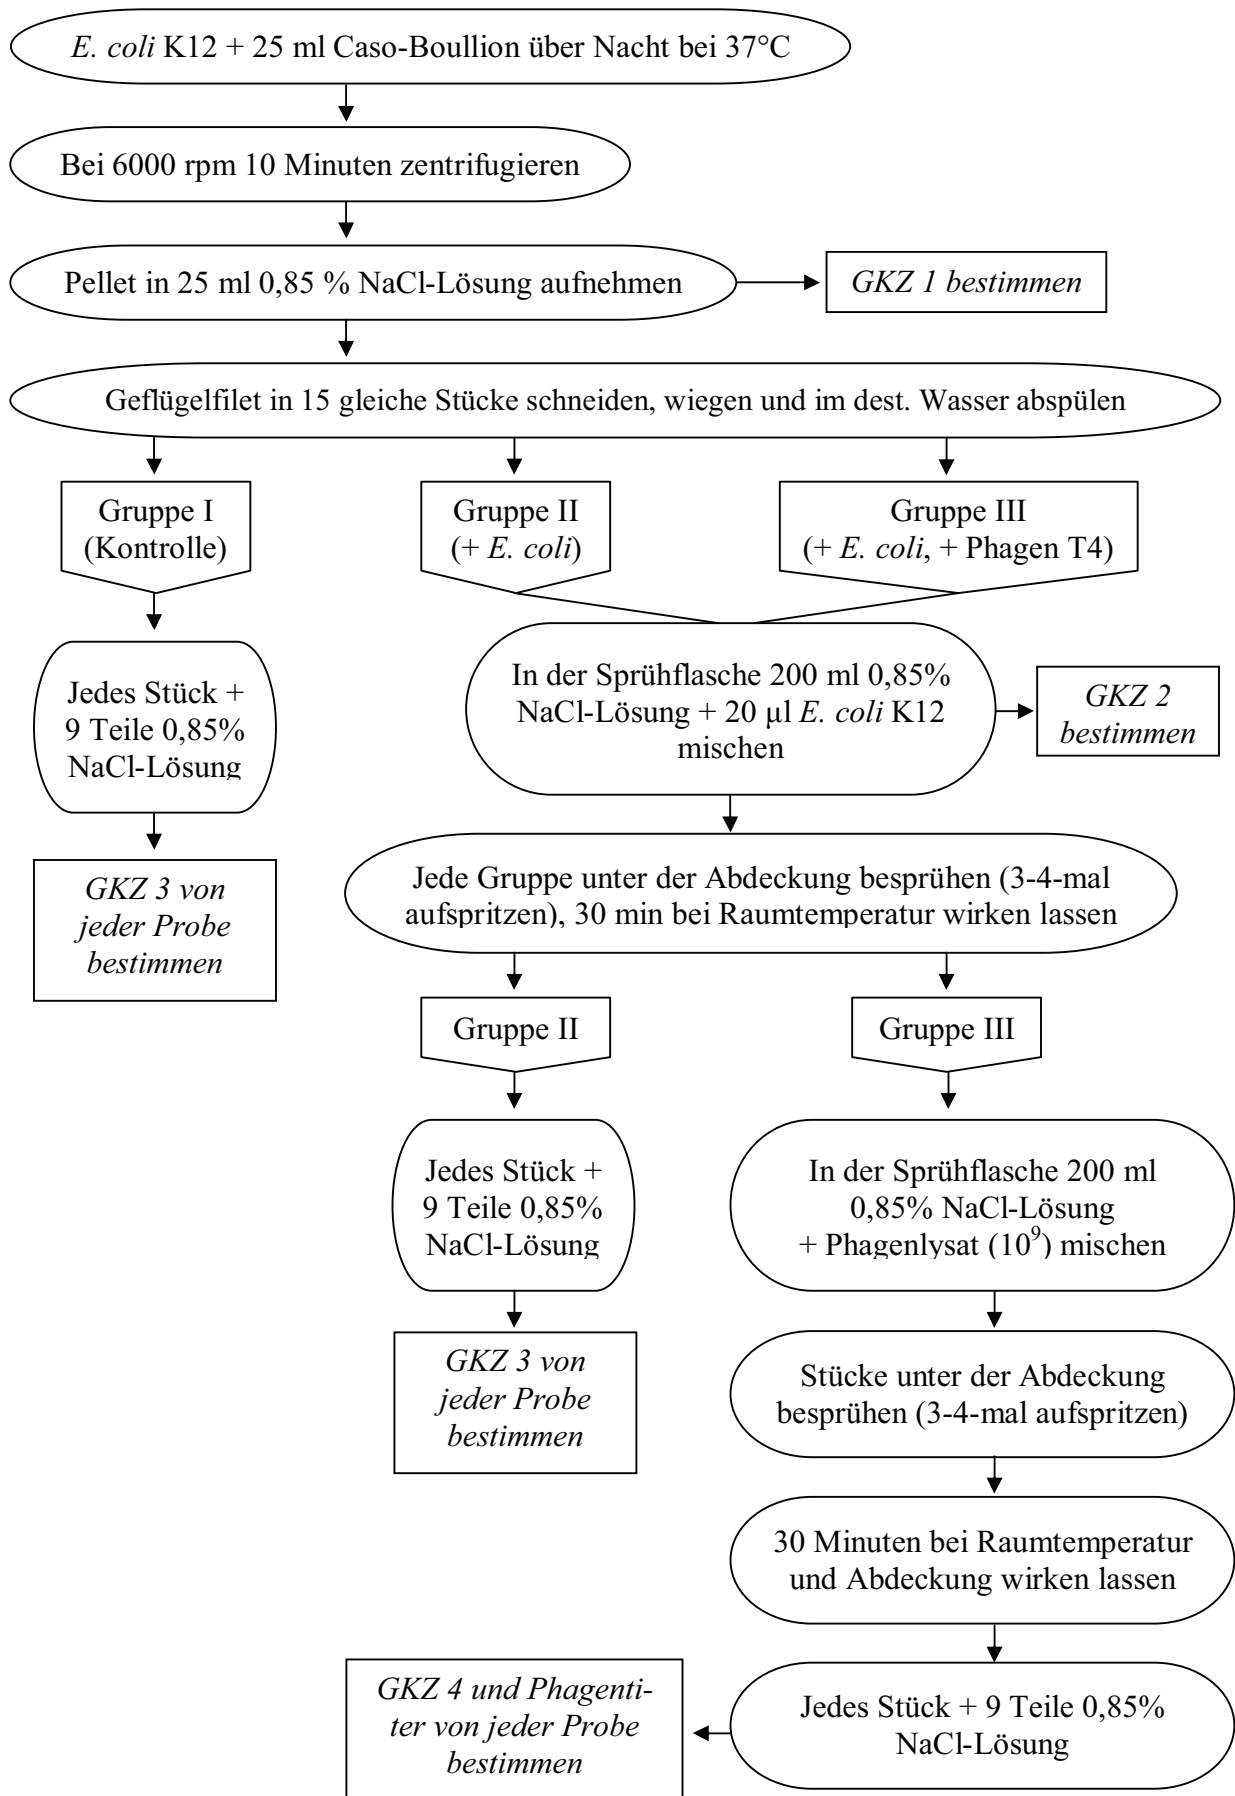 E. coli K12 + 25 ml Caso-Boullion über Nacht bei 37°C
Bei 6000 rpm 10 Minuten zentrifugieren
Pellet in 25 ml 0,85 % NaCl-Lösung aufnehmen
GKZ 1 bestimmen
Geflügelfilet in 15 gleiche Stücke schneiden, wiegen und im dest. Wasser abspülen
Gruppe I
(Kontrolle)
Gruppe II
(+ E. coli)
Gruppe III
(+ E. coli, + Phagen T4)
Jedes Stück +
9 Teile 0,85%
NaCl-Lösung
In der Sprühflasche 200 ml 0,85%
NaCl-Lösung + 20 µl E. coli K12
mischen
GKZ 2
bestimmen
GKZ 3 von
jeder Probe
bestimmen
Jede Gruppe unter der Abdeckung besprühen (3-4-mal
aufspritzen), 30 min bei Raumtemperatur wirken lassen
Gruppe II
Gruppe III
Jedes Stück +
9 Teile 0,85%
NaCl-Lösung
In der Sprühflasche 200 ml
0,85% NaCl-Lösung
+ Phagenlysat (10⁹) mischen
GKZ 3 von
jeder Probe
bestimmen
Stücke unter der Abdeckung
besprühen (3-4-mal aufspritzen)
30 Minuten bei Raumtemperatur
und Abdeckung wirken lassen
GKZ 4 und Phagenti-
ter von jeder Probe
bestimmen
Jedes Stück + 9 Teile 0,85%
NaCl-Lösung